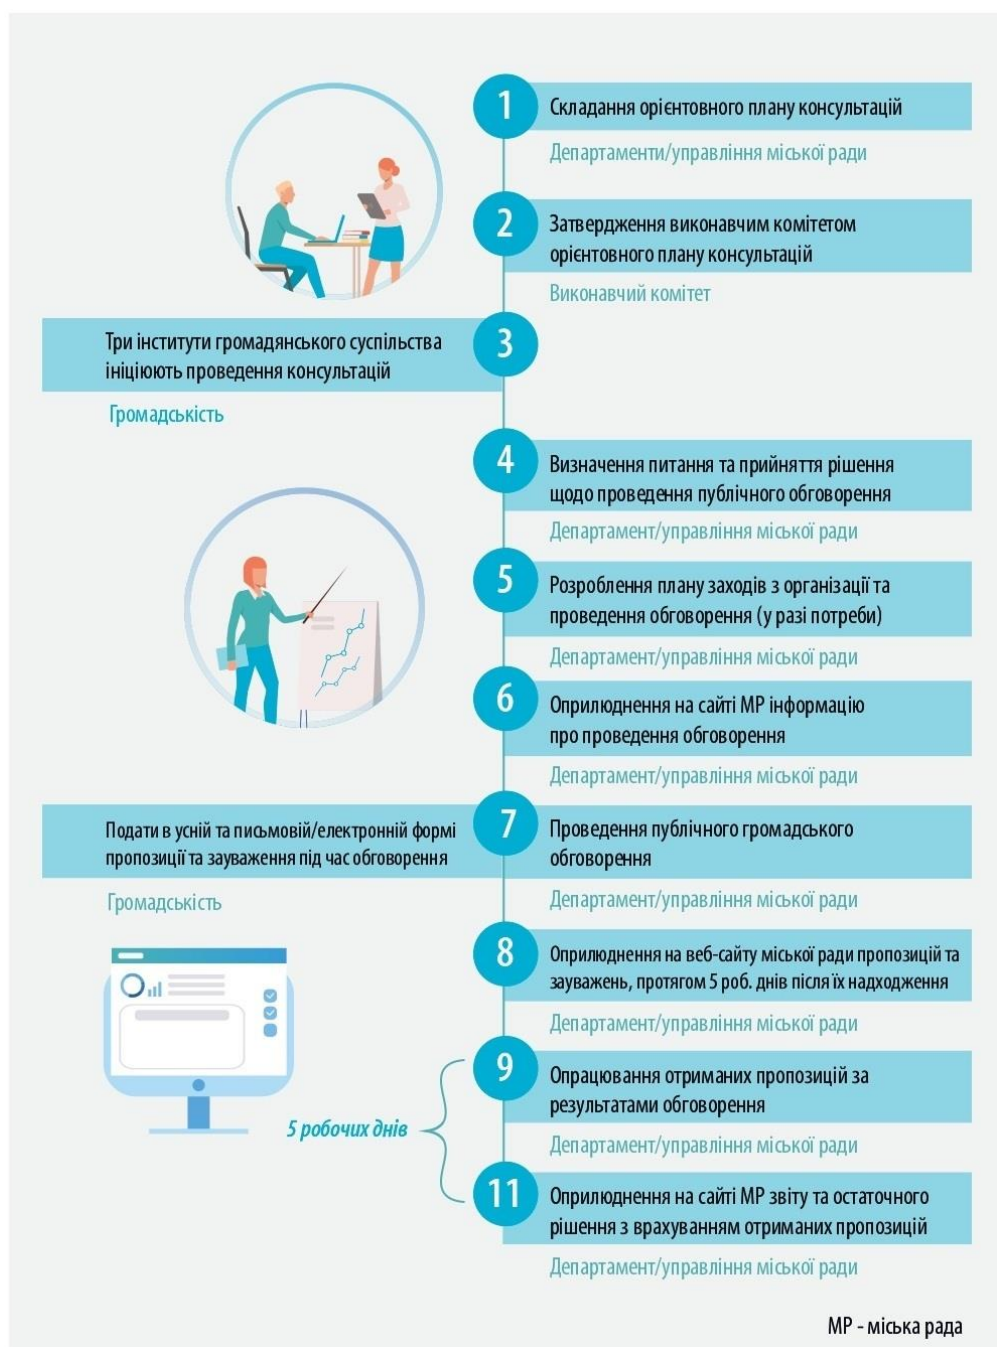 1
Складання орієнтовного плану консультацій
Департаменти/управління міської ради
2
Затвердження виконавчим комітетом
орієнтовного плану консультацій
Виконавчий комітет
3
Три інститути громадянського суспільства
ініціюють проведення консультацій
Громадськість
4
Визначення питання та прийняття рішення
щодо проведення публічного обговорення
Департамент/управління міської ради
5
Розроблення плану заходів з організації та
проведення обговорення (у разі потреби)
Департамент/управління міської ради
6
Оприлюднення на сайті МР інформацію
про проведення обговорення
Департамент/управління міської ради
Подати в усній та письмовій/електронній формі
пропозиції та зауваження під час обговорення
Громадськість
7
Проведення публічного громадського
обговорення
Департамент/управління міської ради
8
Оприлюднення на веб-сайту міської ради пропозицій та
зауважень, протягом 5 роб. днів після їх надходження
Департамент/управління міської ради
5 робочих днів
9
Опрацювання отриманих пропозицій за
результатами обговорення
Департамент/управління міської ради
11
Оприлюднення на сайті МР звіту та остаточного
рішення з врахуванням отриманих пропозицій
Департамент/управління міської ради
МР - міська рада